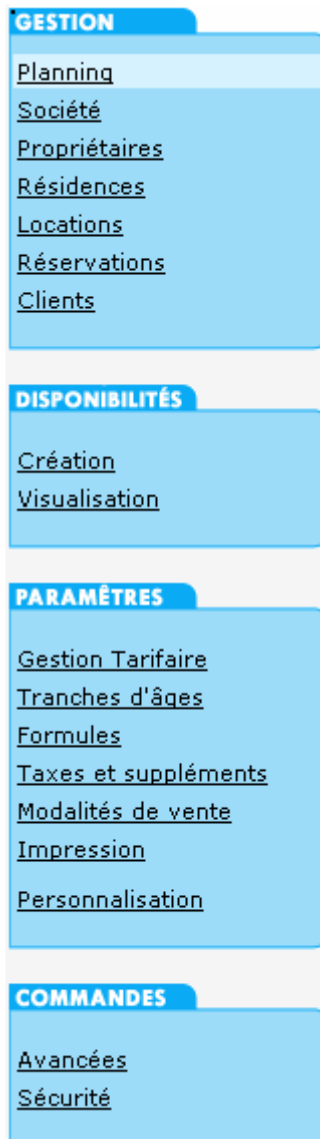 GESTION
Planning
Société
Propriétaires
Résidences
Locations
Réservations
Clients
DISPONIBILITÉS
Création
Visualisation
PARAMÊTRES
Gestion Tarifaire
Tranches d'âges
Formules
Taxes et suppléments
Modalités de vente
Impression
Personnalisation
COMMANDES
Avancées
Sécurité